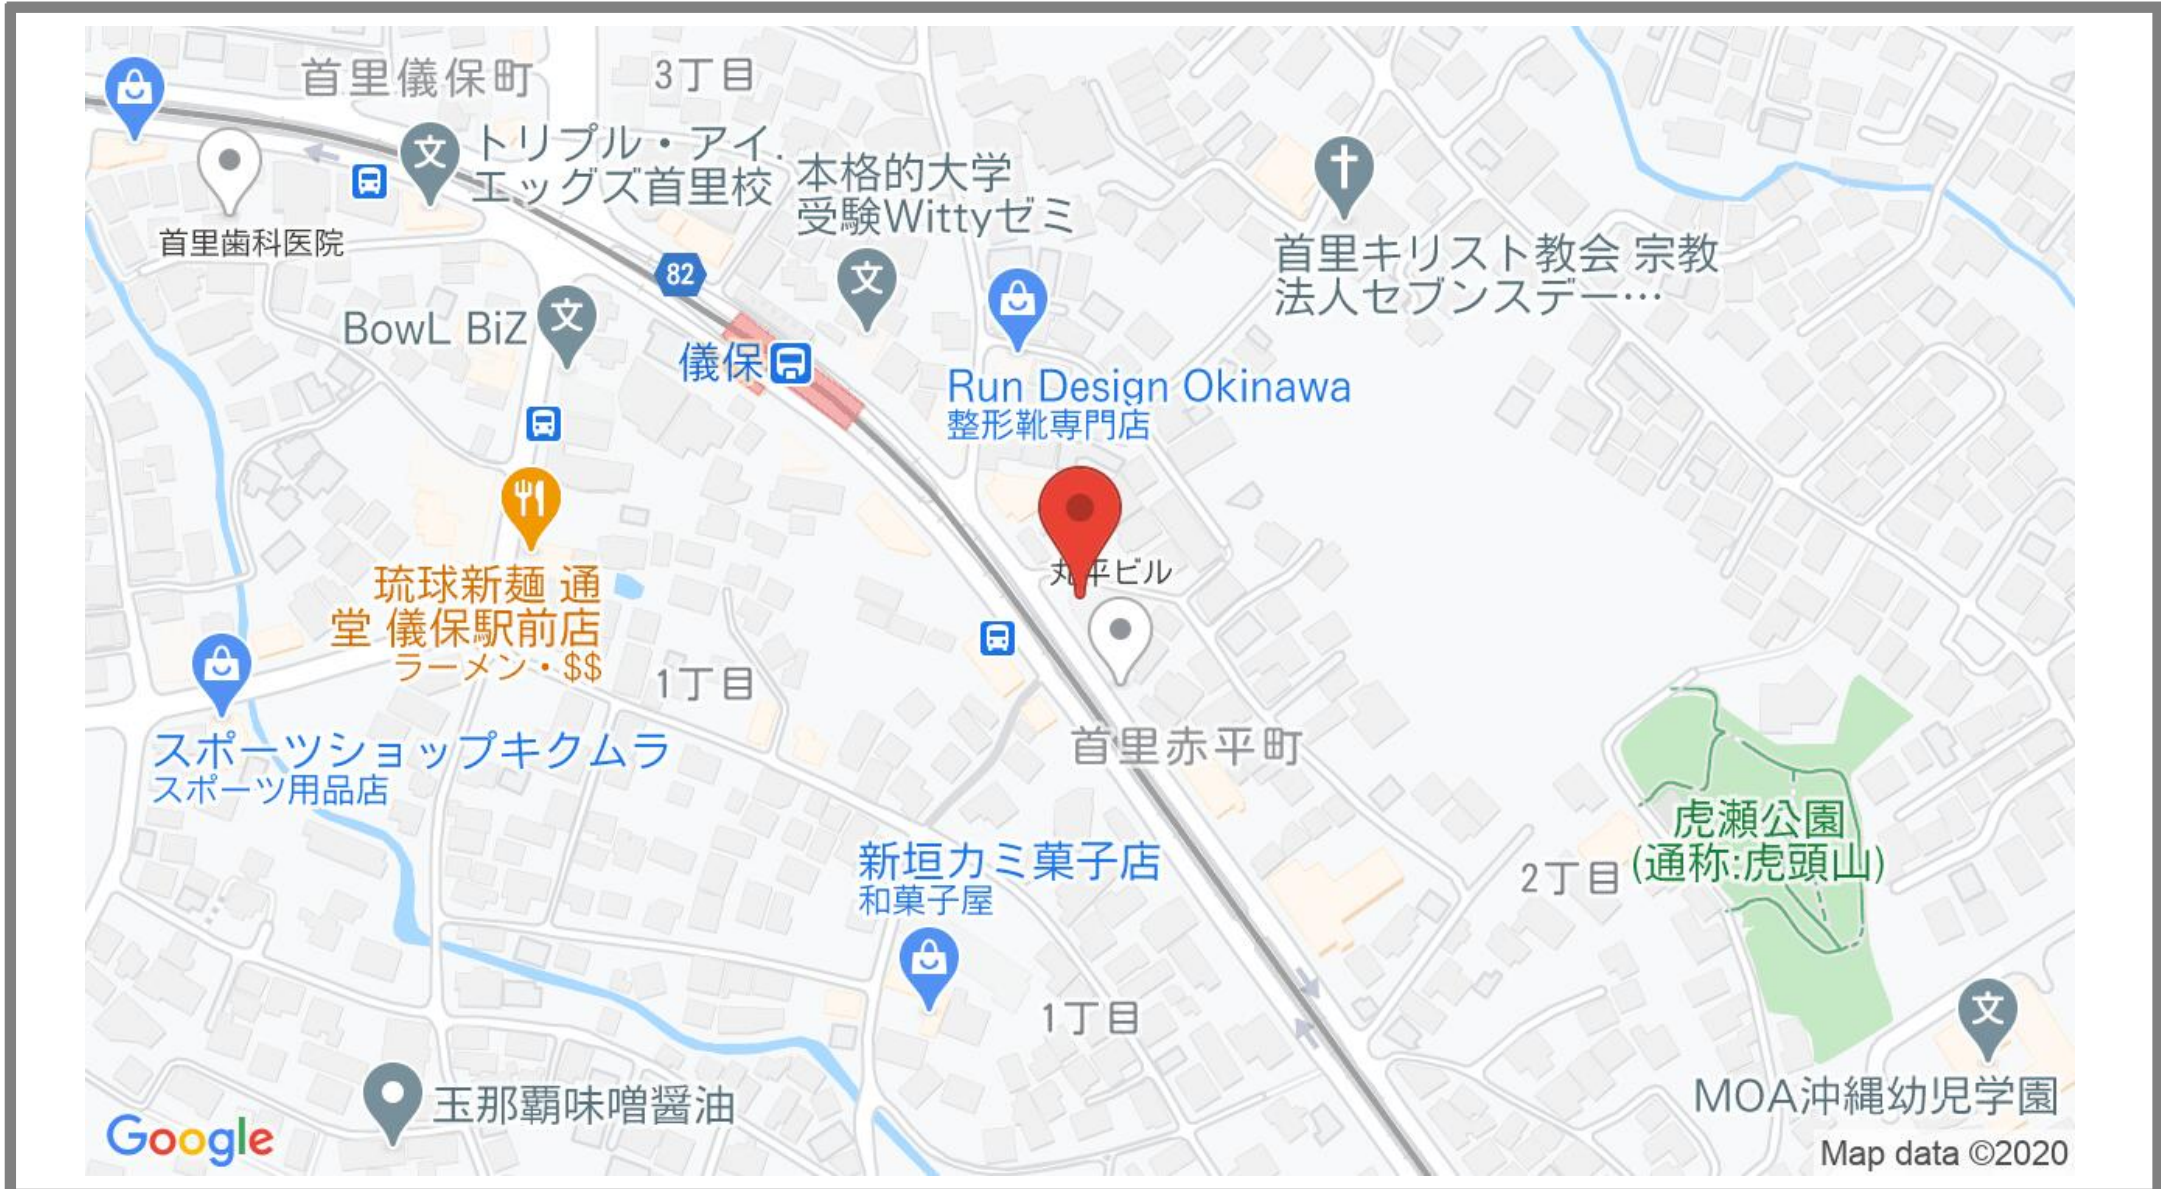 首里儀保町
3丁目
トリプル・アイ.
エッグズ首里校
本格的大学
受験Wittyゼミ
首里歯科医院
82
首里キリスト教会 宗教
法人セブンスデー…
BowL BiZ
儀保
Run Design Okinawa
整形靴専門店
丸平ビル
琉球新麺 通
堂 儀保駅前店
ラーメン・$$
1丁目
スポーツショップキクムラ
スポーツ用品店
首里赤平町
虎瀬公園
(通称:虎頭山)
2丁目
新垣カミ菓子店
和菓子屋
1丁目
玉那覇味噌醤油
MOA沖縄幼児学園
Google
Map data ©2020